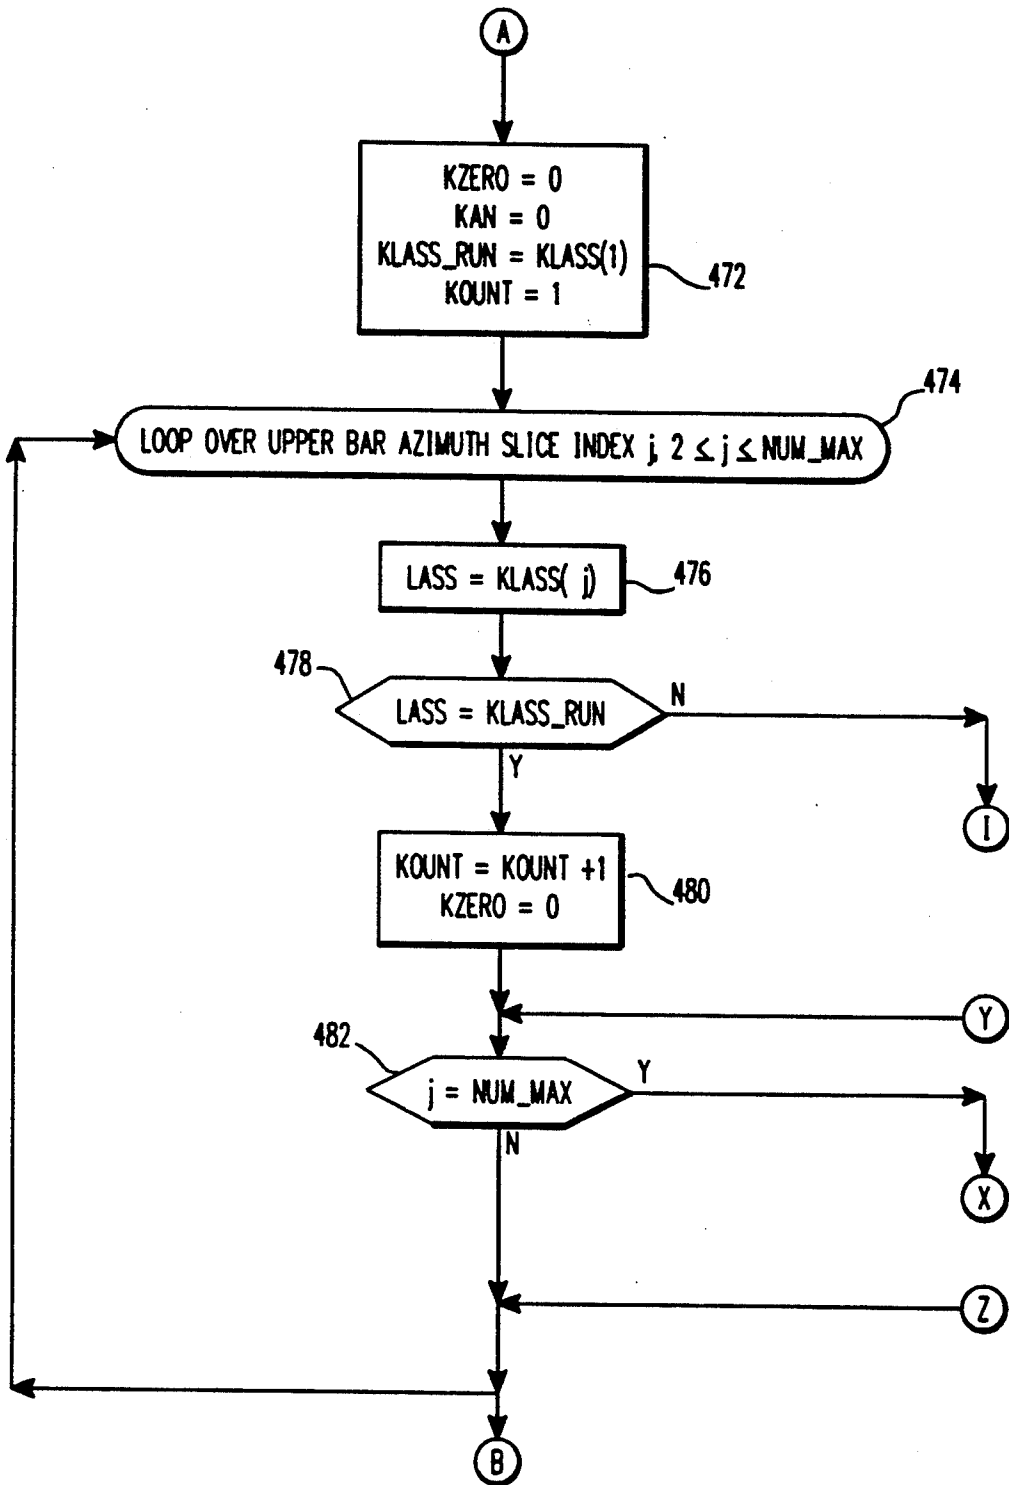 A
KZERO = 0
KAN = 0
KLASS_RUN = KLASS(1)
KOUNT = 1
472
474
LOOP OVER UPPER BAR AZIMUTH SLICE INDEX j, 2 ≤ j ≤ NUM_MAX
LASS = KLASS( j)
476
478
LASS = KLASS_RUN
N
Y
I
KOUNT = KOUNT +1
KZERO = 0
480
Y
482
j = NUM_MAX
Y
N
X
Z
B